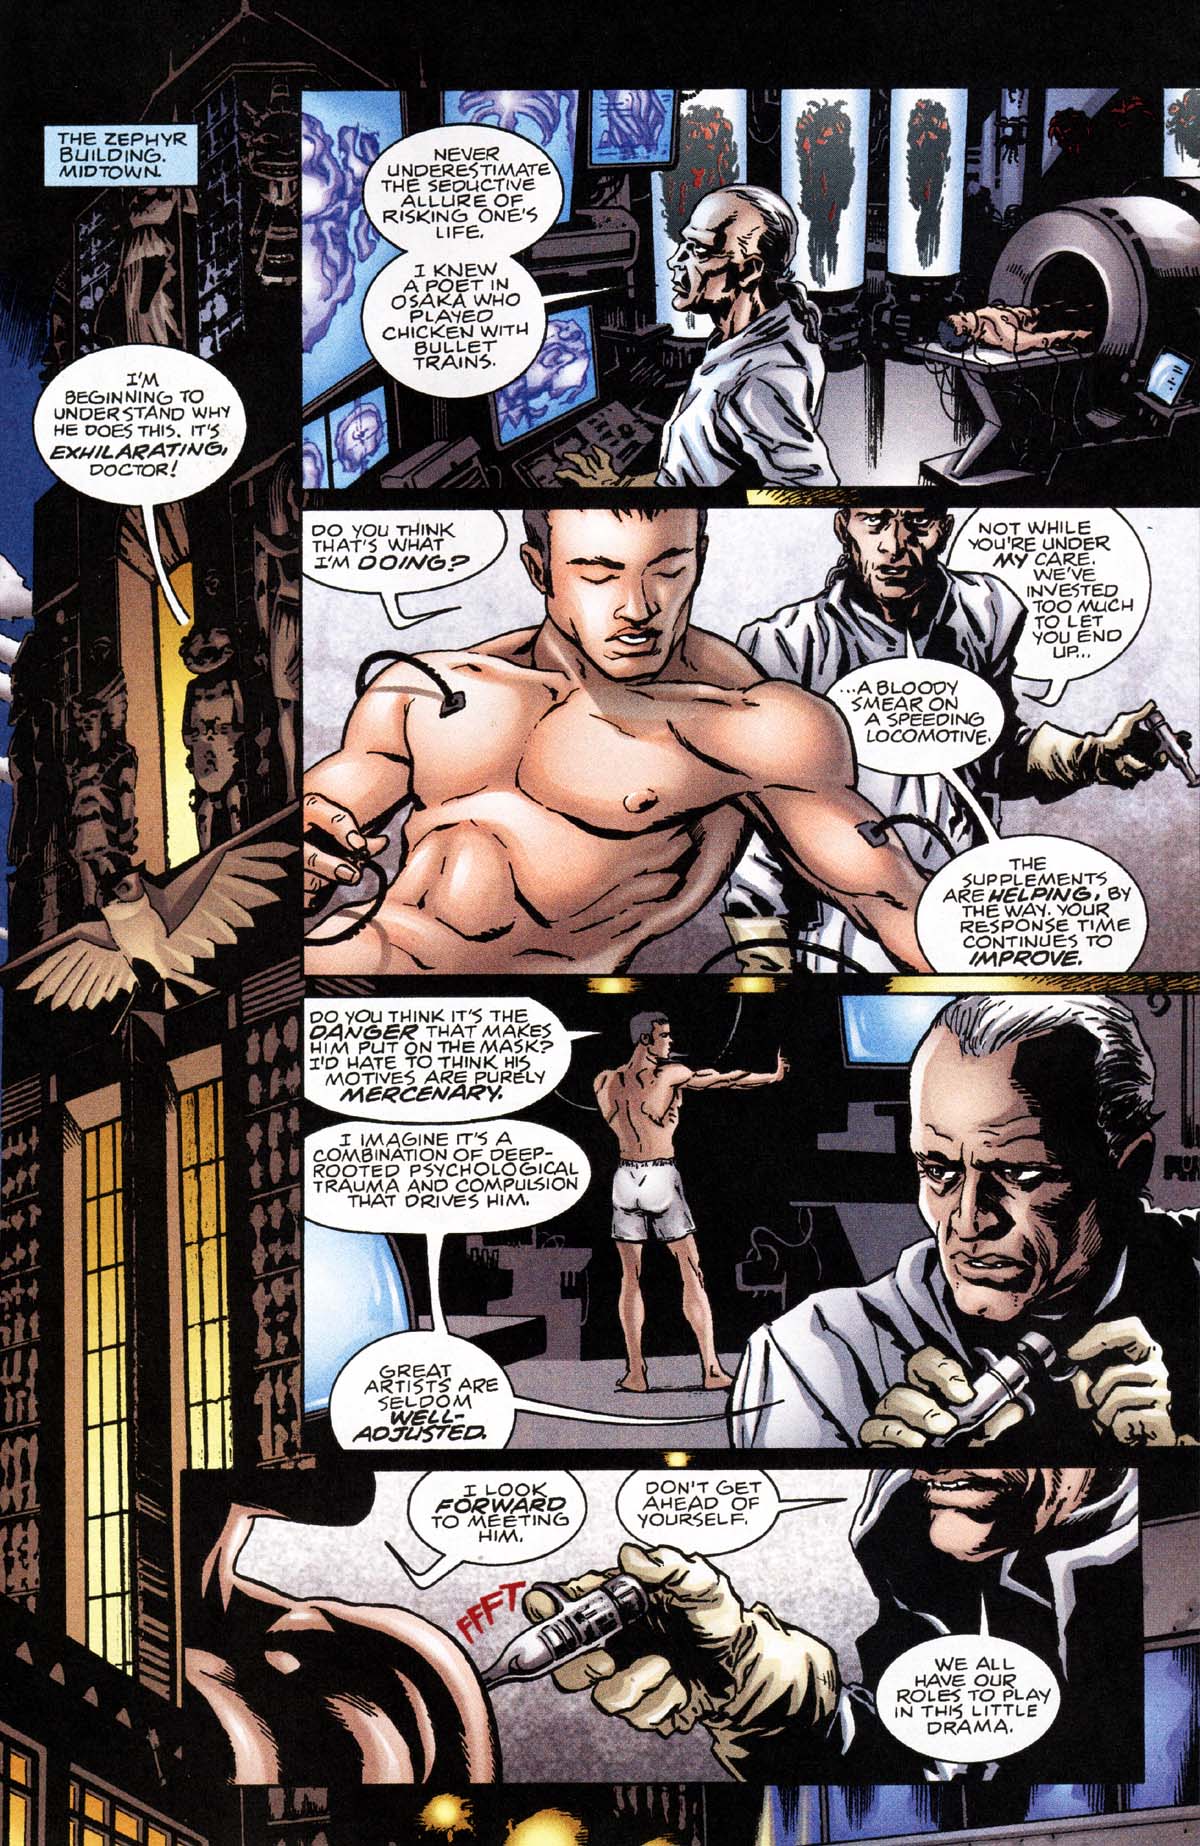 THE ZEPHYR
BUILDING.
MIDTOWN.
I'M
BEGINNING TO
UNDERSTAND WHY
HE DOES THIS. IT'S
EXHILARATING,
DOCTOR!
NEVER
UNDERESTIMATE
THE SEDUCTIVE
ALLURE OF
RISKING ONE'S
LIFE.
I KNEW
A POET IN
OSAKA WHO
PLAYED
CHICKEN WITH
BULLET
TRAINS.
DO YOU THINK
THAT'S WHAT
I'M DOING?
NOT WHILE
YOU'RE UNDER
MY CARE.
WE'VE
INVESTED
TOO MUCH
TO LET
YOU END
UP...
...A BLOODY
SMEAR ON
A SPEEDING
LOCOMOTIVE.
THE
SUPPLEMENTS
ARE HELPING, BY
THE WAY. YOUR
RESPONSE TIME
CONTINUES TO
IMPROVE.
DO YOU THINK IT'S THE
DANGER THAT MAKES
HIM PUT ON THE MASK?
I'D HATE TO THINK HIS
MOTIVES ARE PURELY
MERCENARY.
I IMAGINE IT'S A
COMBINATION OF DEEP-
ROOTED PSYCHOLOGICAL
TRAUMA AND COMPULSION
THAT DRIVES HIM.
GREAT
ARTISTS ARE
SELDOM
WELL-
ADJUSTED.
I LOOK
FORWARD
TO MEETING
HIM.
DON'T GET
AHEAD OF
YOURSELF.
FFFT
WE ALL
HAVE OUR
ROLES TO PLAY
IN THIS LITTLE
DRAMA.